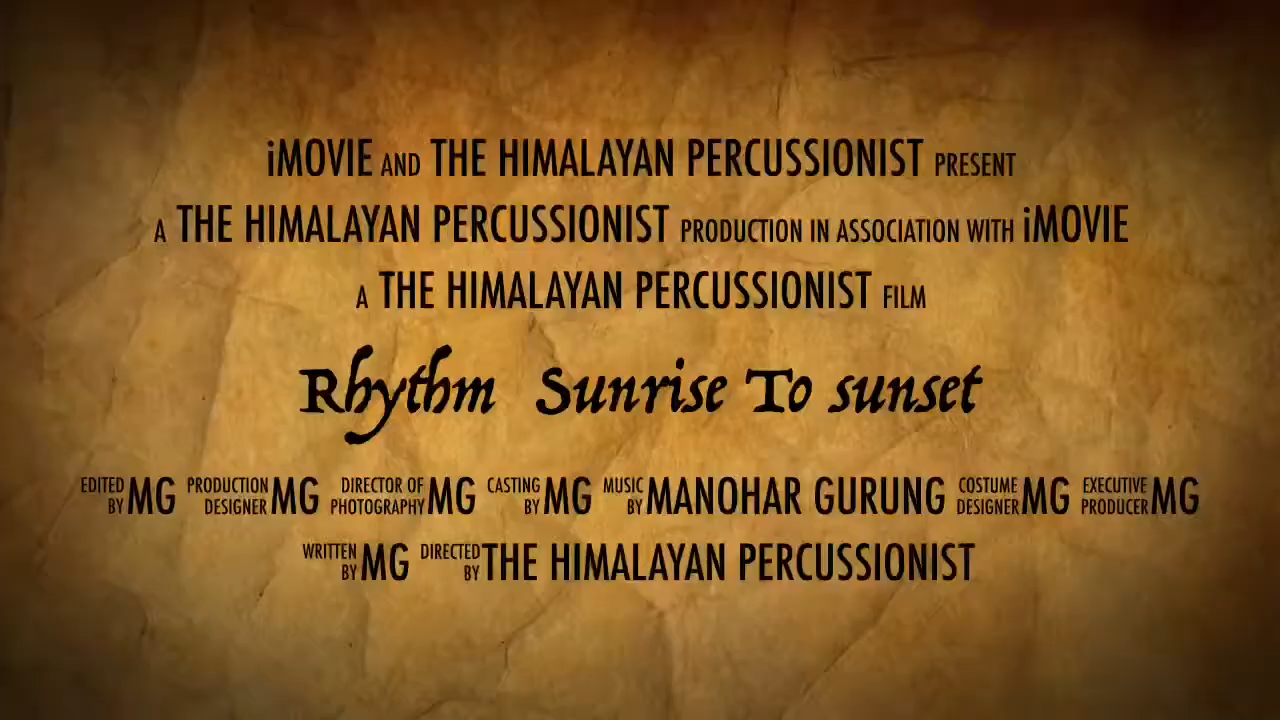 iMOVIE AND THE HIMALAYAN PERCUSSIONIST PRESENT
A THE HIMALAYAN PERCUSSIONIST PRODUCTION IN ASSOCIATION WITH iMOVIE
A THE HIMALAYAN PERCUSSIONIST FILM
Rhythm Sunrise To sunset
EDITED BY MG PRODUCTION DESIGNER MG DIRECTOR OF PHOTOGRAPHY MG CASTING BY MG MUSIC BY MANOHAR GURUNG COSTUME DESIGNER MG EXECUTIVE PRODUCER MG
WRITTEN BY MG DIRECTED BY THE HIMALAYAN PERCUSSIONIST